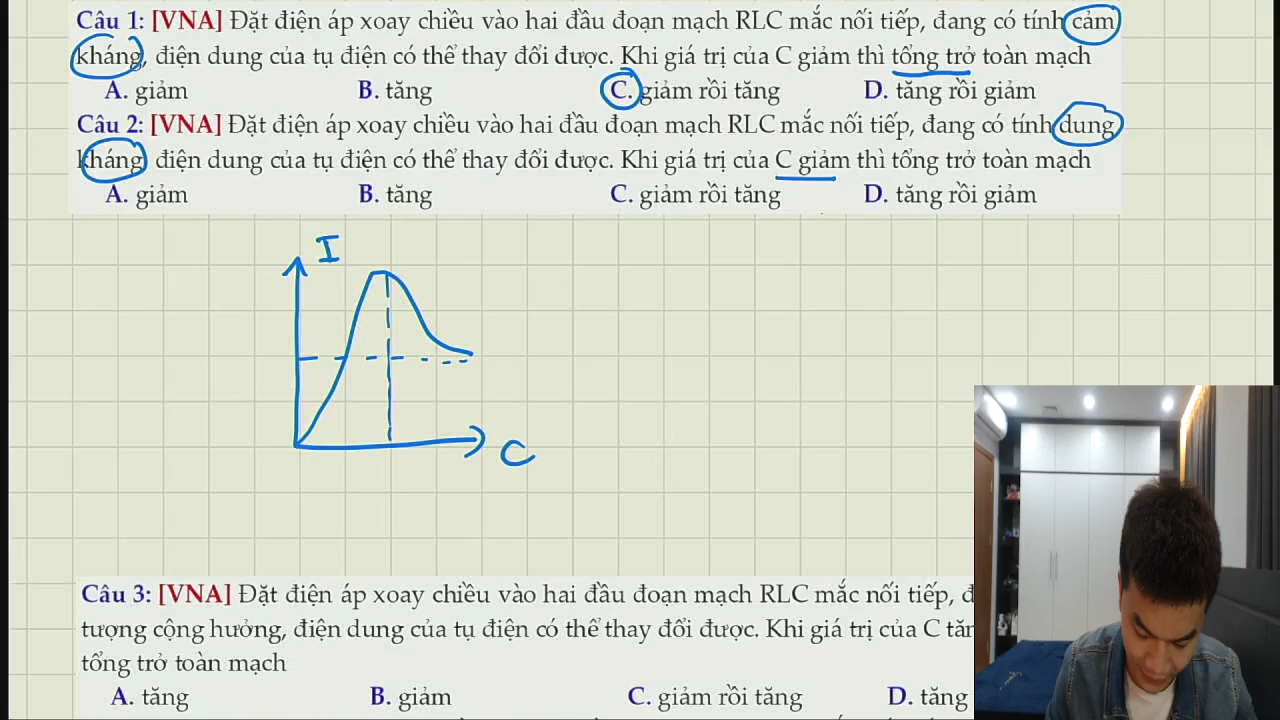 Câu 1: [VNA] Đặt điện áp xoay chiều vào hai đầu đoạn mạch RLC mắc nối tiếp, đang có tính cảm
kháng, điện dung của tụ điện có thể thay đổi được. Khi giá trị của C giảm thì tổng trở toàn mạch
A. giảm B. tăng C. giảm rồi tăng D. tăng rồi giảm
Câu 2: [VNA] Đặt điện áp xoay chiều vào hai đầu đoạn mạch RLC mắc nối tiếp, đang có tính dung
kháng, điện dung của tụ điện có thể thay đổi được. Khi giá trị của C giảm thì tổng trở toàn mạch
A. giảm B. tăng C. giảm rồi tăng D. tăng rồi giảm
I
C
Câu 3: [VNA] Đặt điện áp xoay chiều vào hai đầu đoạn mạch RLC mắc nối tiếp,
tượng cộng hưởng, điện dung của tụ điện có thể thay đổi được. Khi giá trị của C
tổng trở toàn mạch
A. tăng B. giảm C. giảm rồi tăng D. tăng